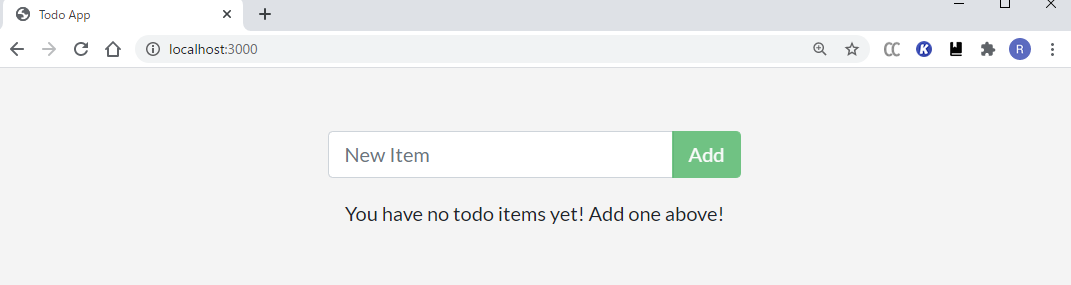 Todo App
localhost:3000
CC
K
R
New Item
Add
You have no todo items yet! Add one above!